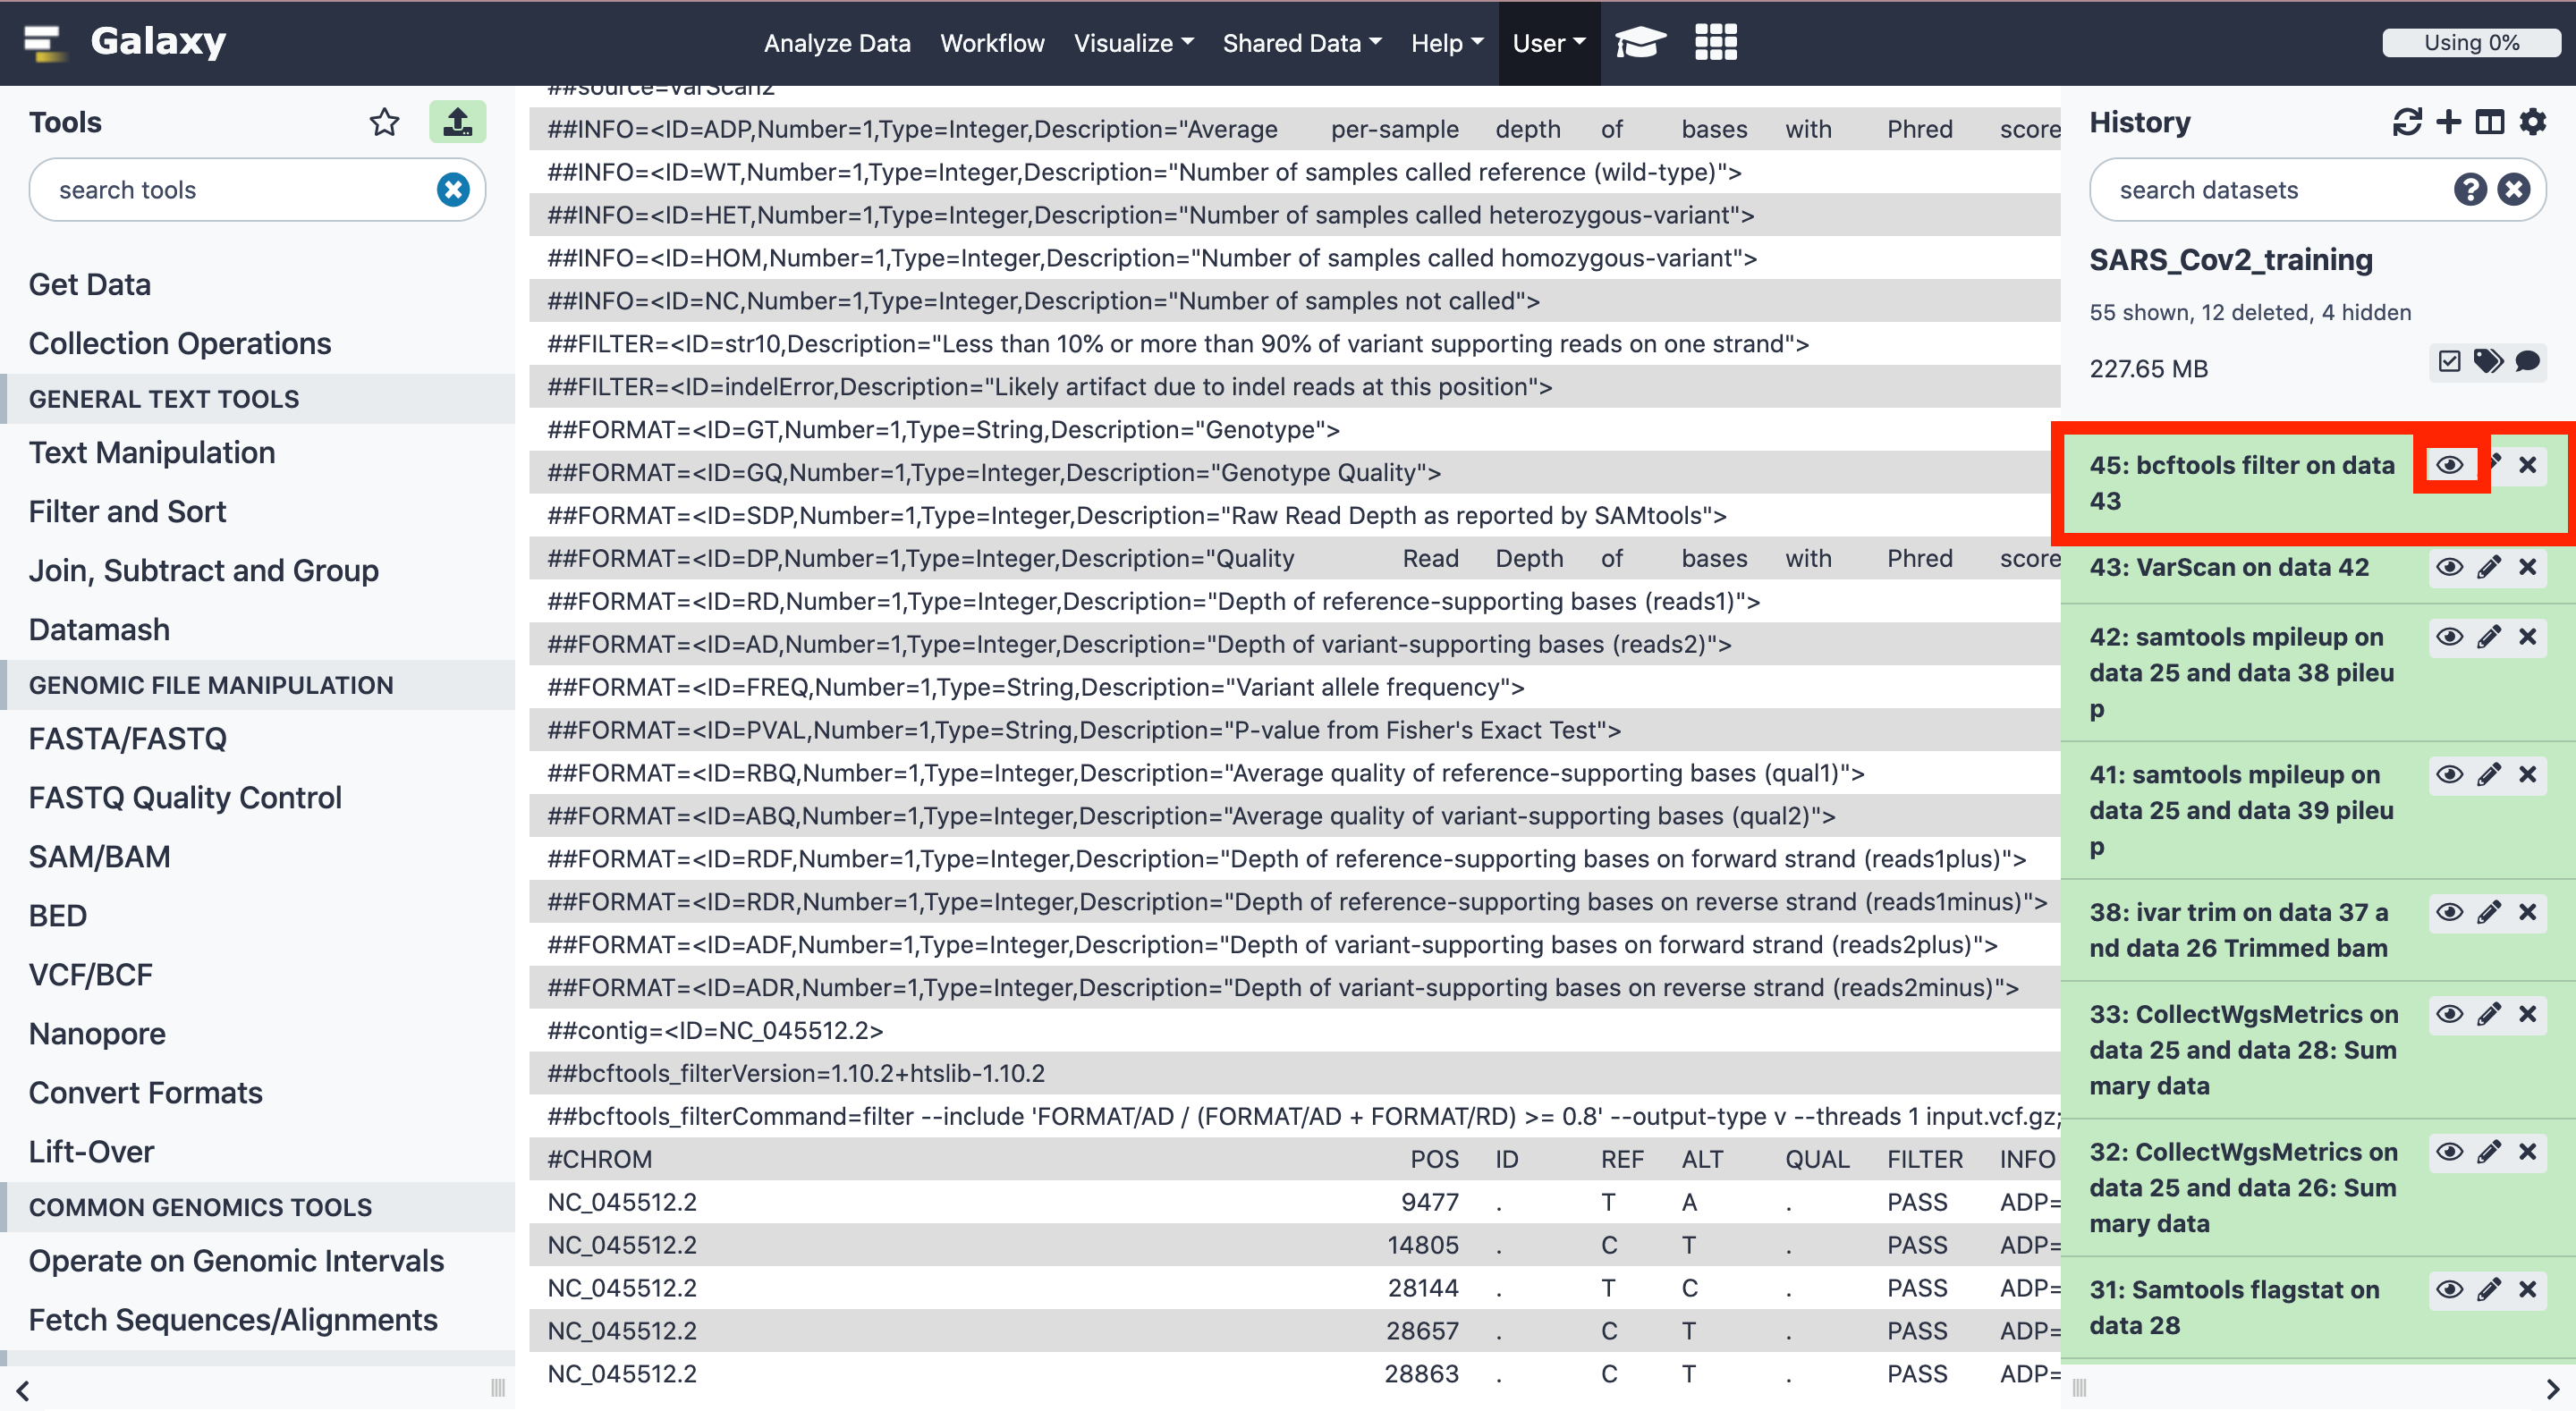 Galaxy
Analyze Data Workflow Visualize Shared Data Help User
Using 0%
Tools
search tools
Get Data
Collection Operations
GENERAL TEXT TOOLS
Text Manipulation
Filter and Sort
Join, Subtract and Group
Datamash
GENOMIC FILE MANIPULATION
FASTA/FASTQ
FASTQ Quality Control
SAM/BAM
BED
VCF/BCF
Nanopore
Convert Formats
Lift-Over
COMMON GENOMICS TOOLS
Operate on Genomic Intervals
Fetch Sequences/Alignments
##source=VarScan2
##INFO=<ID=ADP,Number=1,Type=Integer,Description="Average per-sample depth of bases with Phred score
##INFO=<ID=WT,Number=1,Type=Integer,Description="Number of samples called reference (wild-type)">
##INFO=<ID=HET,Number=1,Type=Integer,Description="Number of samples called heterozygous-variant">
##INFO=<ID=HOM,Number=1,Type=Integer,Description="Number of samples called homozygous-variant">
##INFO=<ID=NC,Number=1,Type=Integer,Description="Number of samples not called">
##FILTER=<ID=str10,Description="Less than 10% or more than 90% of variant supporting reads on one strand">
##FILTER=<ID=indelError,Description="Likely artifact due to indel reads at this position">
##FORMAT=<ID=GT,Number=1,Type=String,Description="Genotype">
##FORMAT=<ID=GQ,Number=1,Type=Integer,Description="Genotype Quality">
##FORMAT=<ID=SDP,Number=1,Type=Integer,Description="Raw Read Depth as reported by SAMtools">
##FORMAT=<ID=DP,Number=1,Type=Integer,Description="Quality Read Depth of bases with Phred score
##FORMAT=<ID=RD,Number=1,Type=Integer,Description="Depth of reference-supporting bases (reads1)">
##FORMAT=<ID=AD,Number=1,Type=Integer,Description="Depth of variant-supporting bases (reads2)">
##FORMAT=<ID=FREQ,Number=1,Type=String,Description="Variant allele frequency">
##FORMAT=<ID=PVAL,Number=1,Type=String,Description="P-value from Fisher's Exact Test">
##FORMAT=<ID=RBQ,Number=1,Type=Integer,Description="Average quality of reference-supporting bases (qual1)">
##FORMAT=<ID=ABQ,Number=1,Type=Integer,Description="Average quality of variant-supporting bases (qual2)">
##FORMAT=<ID=RDF,Number=1,Type=Integer,Description="Depth of reference-supporting bases on forward strand (reads1plus)">
##FORMAT=<ID=RDR,Number=1,Type=Integer,Description="Depth of reference-supporting bases on reverse strand (reads1minus)">
##FORMAT=<ID=ADF,Number=1,Type=Integer,Description="Depth of variant-supporting bases on forward strand (reads2plus)">
##FORMAT=<ID=ADR,Number=1,Type=Integer,Description="Depth of variant-supporting bases on reverse strand (reads2minus)">
##contig=<ID=NC_045512.2>
##bcftools_filterVersion=1.10.2+htslib-1.10.2
##bcftools_filterCommand=filter --include 'FORMAT/AD / (FORMAT/AD + FORMAT/RD) >= 0.8' --output-type v --threads 1 input.vcf.gz;
#CHROM POS ID REF ALT QUAL FILTER INFO
NC_045512.2 9477 . T A . PASS ADP=
NC_045512.2 14805 . C T . PASS ADP=
NC_045512.2 28144 . T C . PASS ADP=
NC_045512.2 28657 . C T . PASS ADP=
NC_045512.2 28863 . C T . PASS ADP=
History
search datasets
SARS_Cov2_training
55 shown, 12 deleted, 4 hidden
227.65 MB
45: bcftools filter on data
43
43: VarScan on data 42
42: samtools mpileup on
data 25 and data 38 pileu
p
41: samtools mpileup on
data 25 and data 39 pileu
p
38: ivar trim on data 37 a
nd data 26 Trimmed bam
33: CollectWgsMetrics on
data 25 and data 28: Sum
mary data
32: CollectWgsMetrics on
data 25 and data 26: Sum
mary data
31: Samtools flagstat on
data 28